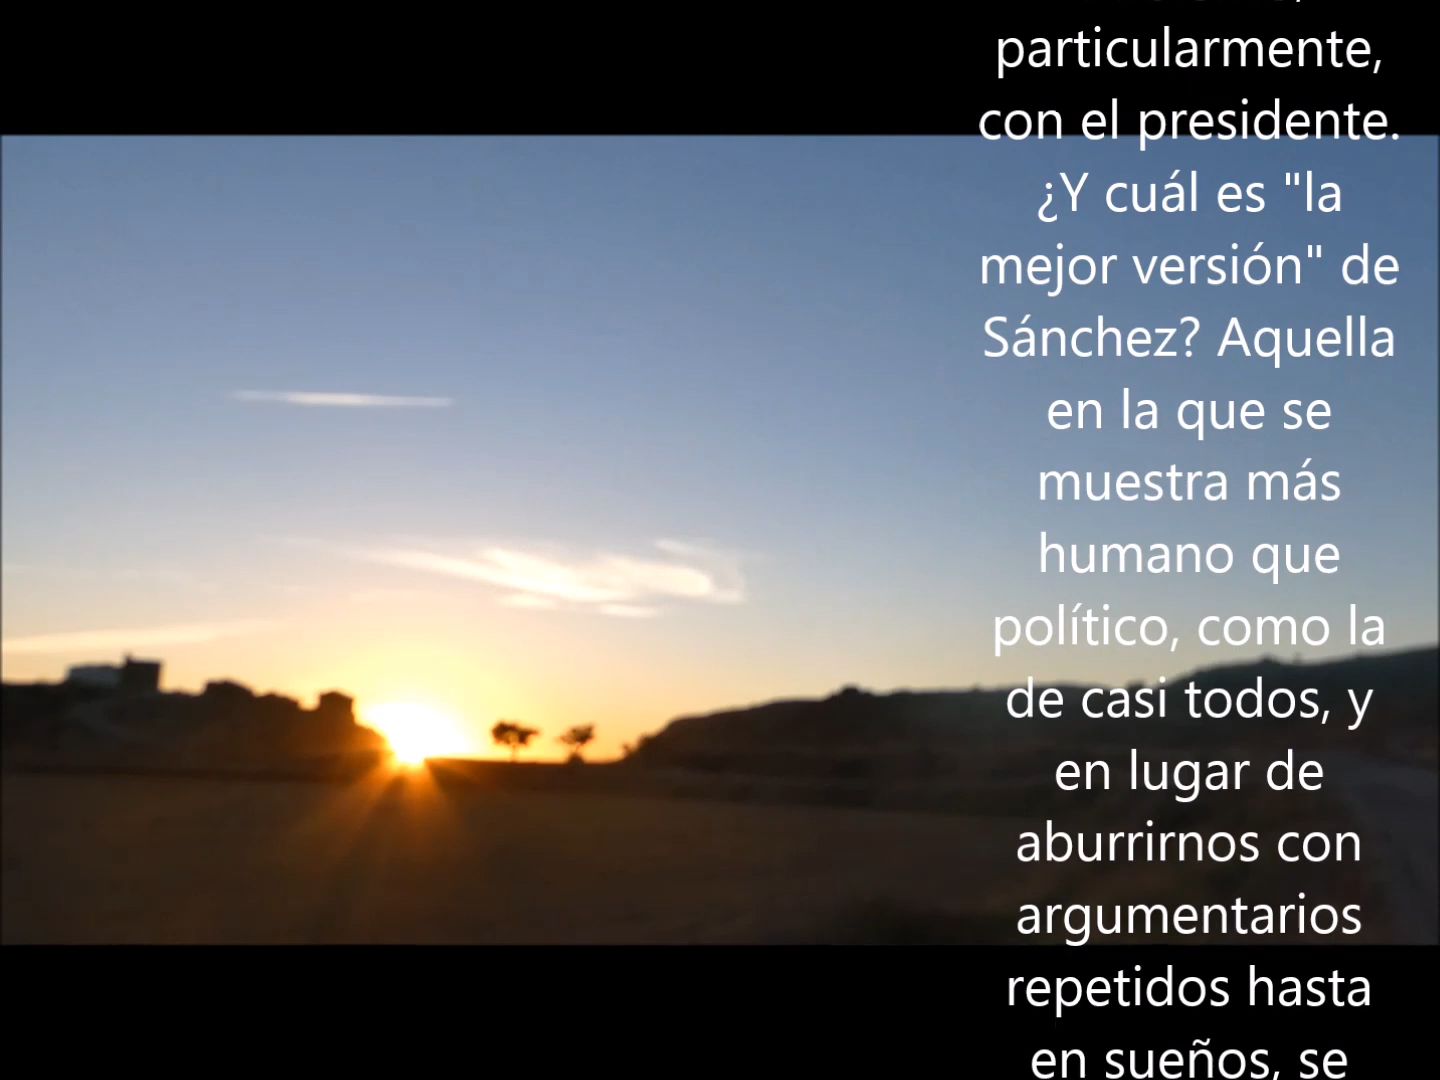 particularmente,
con el presidente.
¿Y cuál es "la
mejor versión" de
Sánchez? Aquella
en la que se
muestra más
humano que
político, como la
de casi todos, y
en lugar de
aburrirnos con
argumentarios
repetidos hasta
en sueños, se